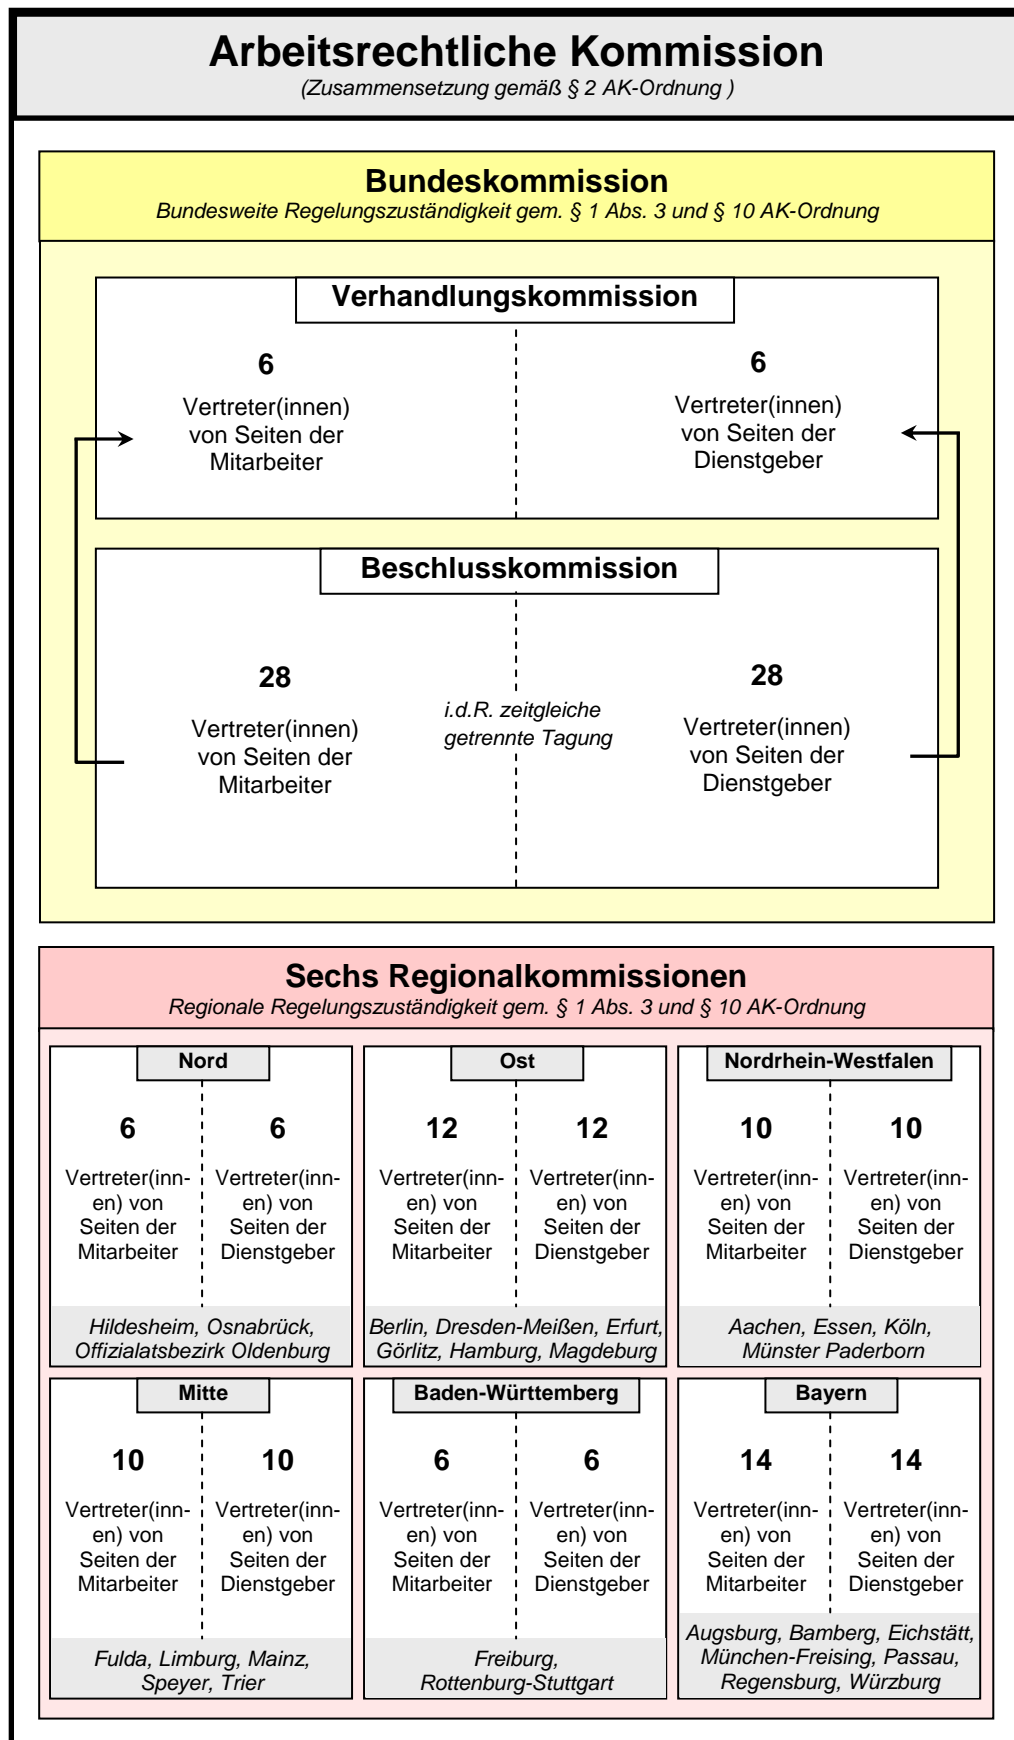 Arbeitsrechtliche Kommission
(Zusammensetzung gemäß § 2 AK-Ordnung )
Bundeskommission
Bundesweite Regelungszuständigkeit gem. § 1 Abs. 3 und § 10 AK-Ordnung
Verhandlungskommission
6
Vertreter(innen)
von Seiten der
Mitarbeiter
6
Vertreter(innen)
von Seiten der
Dienstgeber
Beschlusskommission
28
Vertreter(innen)
von Seiten der
Mitarbeiter
i.d.R. zeitgleiche
getrennte Tagung
28
Vertreter(innen)
von Seiten der
Dienstgeber
Sechs Regionalkommissionen
Regionale Regelungszuständigkeit gem. § 1 Abs. 3 und § 10 AK-Ordnung
Nord
6
Vertreter(inn-
en) von
Seiten der
Mitarbeiter
6
Vertreter(inn-
en) von
Seiten der
Dienstgeber
Hildesheim, Osnabrück,
Offizialatsbezirk Oldenburg
Ost
12
Vertreter(inn-
en) von
Seiten der
Mitarbeiter
12
Vertreter(inn-
en) von
Seiten der
Dienstgeber
Berlin, Dresden-Meißen, Erfurt,
Görlitz, Hamburg, Magdeburg
Nordrhein-Westfalen
10
Vertreter(inn-
en) von
Seiten der
Mitarbeiter
10
Vertreter(inn-
en) von
Seiten der
Dienstgeber
Aachen, Essen, Köln,
Münster Paderborn
Mitte
10
Vertreter(inn-
en) von
Seiten der
Mitarbeiter
10
Vertreter(inn-
en) von
Seiten der
Dienstgeber
Fulda, Limburg, Mainz,
Speyer, Trier
Baden-Württemberg
6
Vertreter(inn-
en) von
Seiten der
Mitarbeiter
6
Vertreter(inn-
en) von
Seiten der
Dienstgeber
Freiburg,
Rottenburg-Stuttgart
Bayern
14
Vertreter(inn-
en) von
Seiten der
Mitarbeiter
14
Vertreter(inn-
en) von
Seiten der
Dienstgeber
Augsburg, Bamberg, Eichstätt,
München-Freising, Passau,
Regensburg, Würzburg